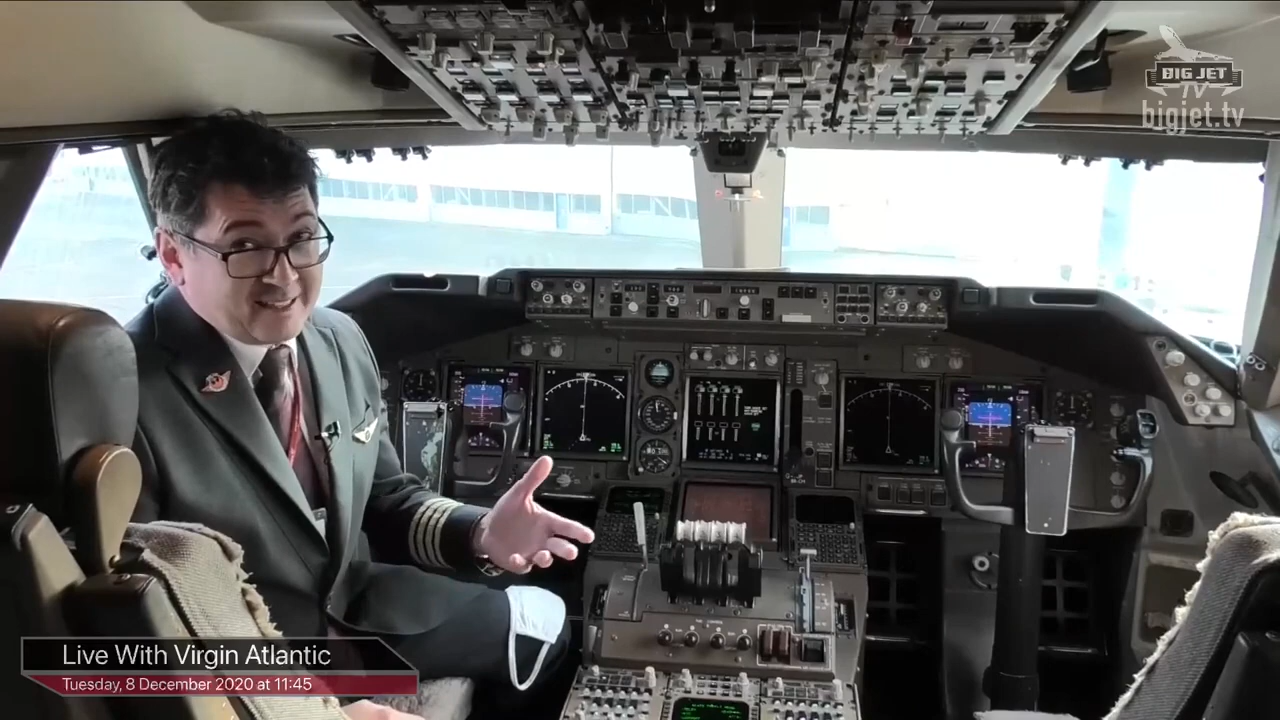 BIG JET
TV
bigjet.tv
Live With Virgin Atlantic
Tuesday, 8 December 2020 at 11:45